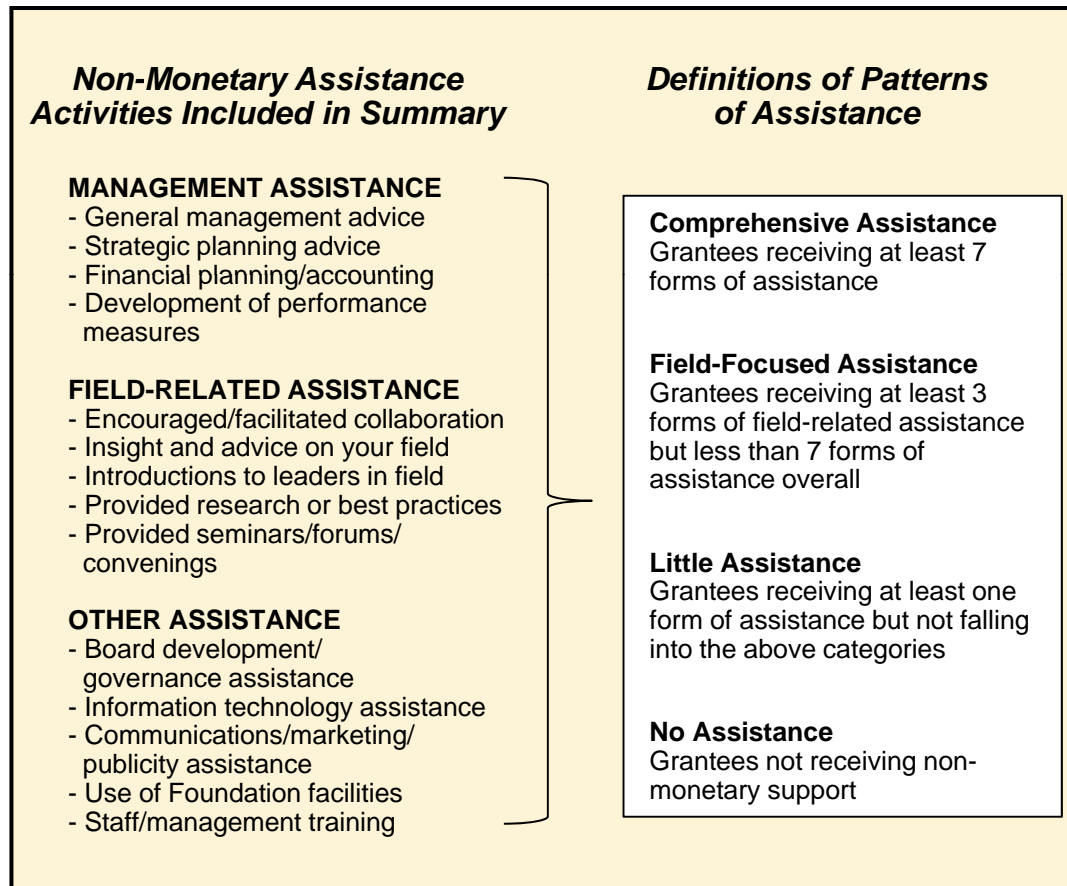 Non-Monetary Assistance
Activities Included in Summary
MANAGEMENT ASSISTANCE
- General management advice
- Strategic planning advice
- Financial planning/accounting
- Development of performance
measures
FIELD-RELATED ASSISTANCE
- Encouraged/facilitated collaboration
- Insight and advice on your field
- Introductions to leaders in field
- Provided research or best practices
- Provided seminars/forums/
convenings
OTHER ASSISTANCE
- Board development/
governance assistance
- Information technology assistance
- Communications/marketing/
publicity assistance
- Use of Foundation facilities
- Staff/management training
Definitions of Patterns
of Assistance
Comprehensive Assistance
Grantees receiving at least 7
forms of assistance
Field-Focused Assistance
Grantees receiving at least 3
forms of field-related assistance
but less than 7 forms of
assistance overall
Little Assistance
Grantees receiving at least one
form of assistance but not falling
into the above categories
No Assistance
Grantees not receiving non-
monetary support